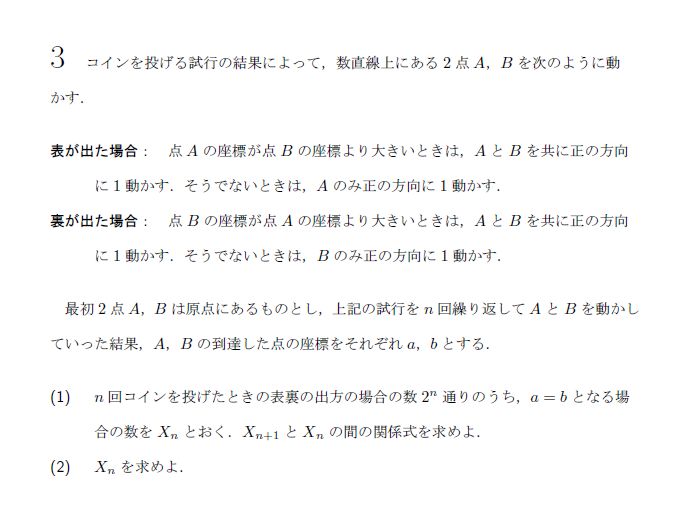 3 コインを投げる試行の結果によって，数直線上にある 2 点 A，B を次のように動
かす．
表が出た場合： 点 A の座標が点 B の座標より大きいときは，A と B を共に正の方向
に 1 動かす．そうでないときは，A のみ正の方向に 1 動かす．
裏が出た場合： 点 B の座標が点 A の座標より大きいときは，A と B を共に正の方向
に 1 動かす．そうでないときは，B のみ正の方向に 1 動かす．
最初 2 点 A，B は原点にあるものとし，上記の試行を n 回繰り返して A と B を動かし
ていった結果，A，B の到達した点の座標をそれぞれ a，b とする．
(1) n 回コインを投げたときの表裏の出方の場合の数 2ⁿ 通りのうち，a = b となる場
合の数を Xₙ とおく．Xₙ₊₁ と Xₙ の間の関係式を求めよ．
(2) Xₙ を求めよ．